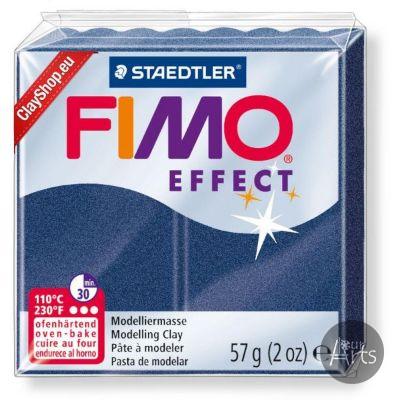 STAEDTLER
ClayShop.eu
FIMO®
EFFECT
min.
30
110°C
230°F
ofenhärtend
oven-bake
cuire au four
endurece al horno
Modelliermasse
Modelling Clay
Pâte à modeler
Pasta de modelar
57 g (2 oz) e
Arts